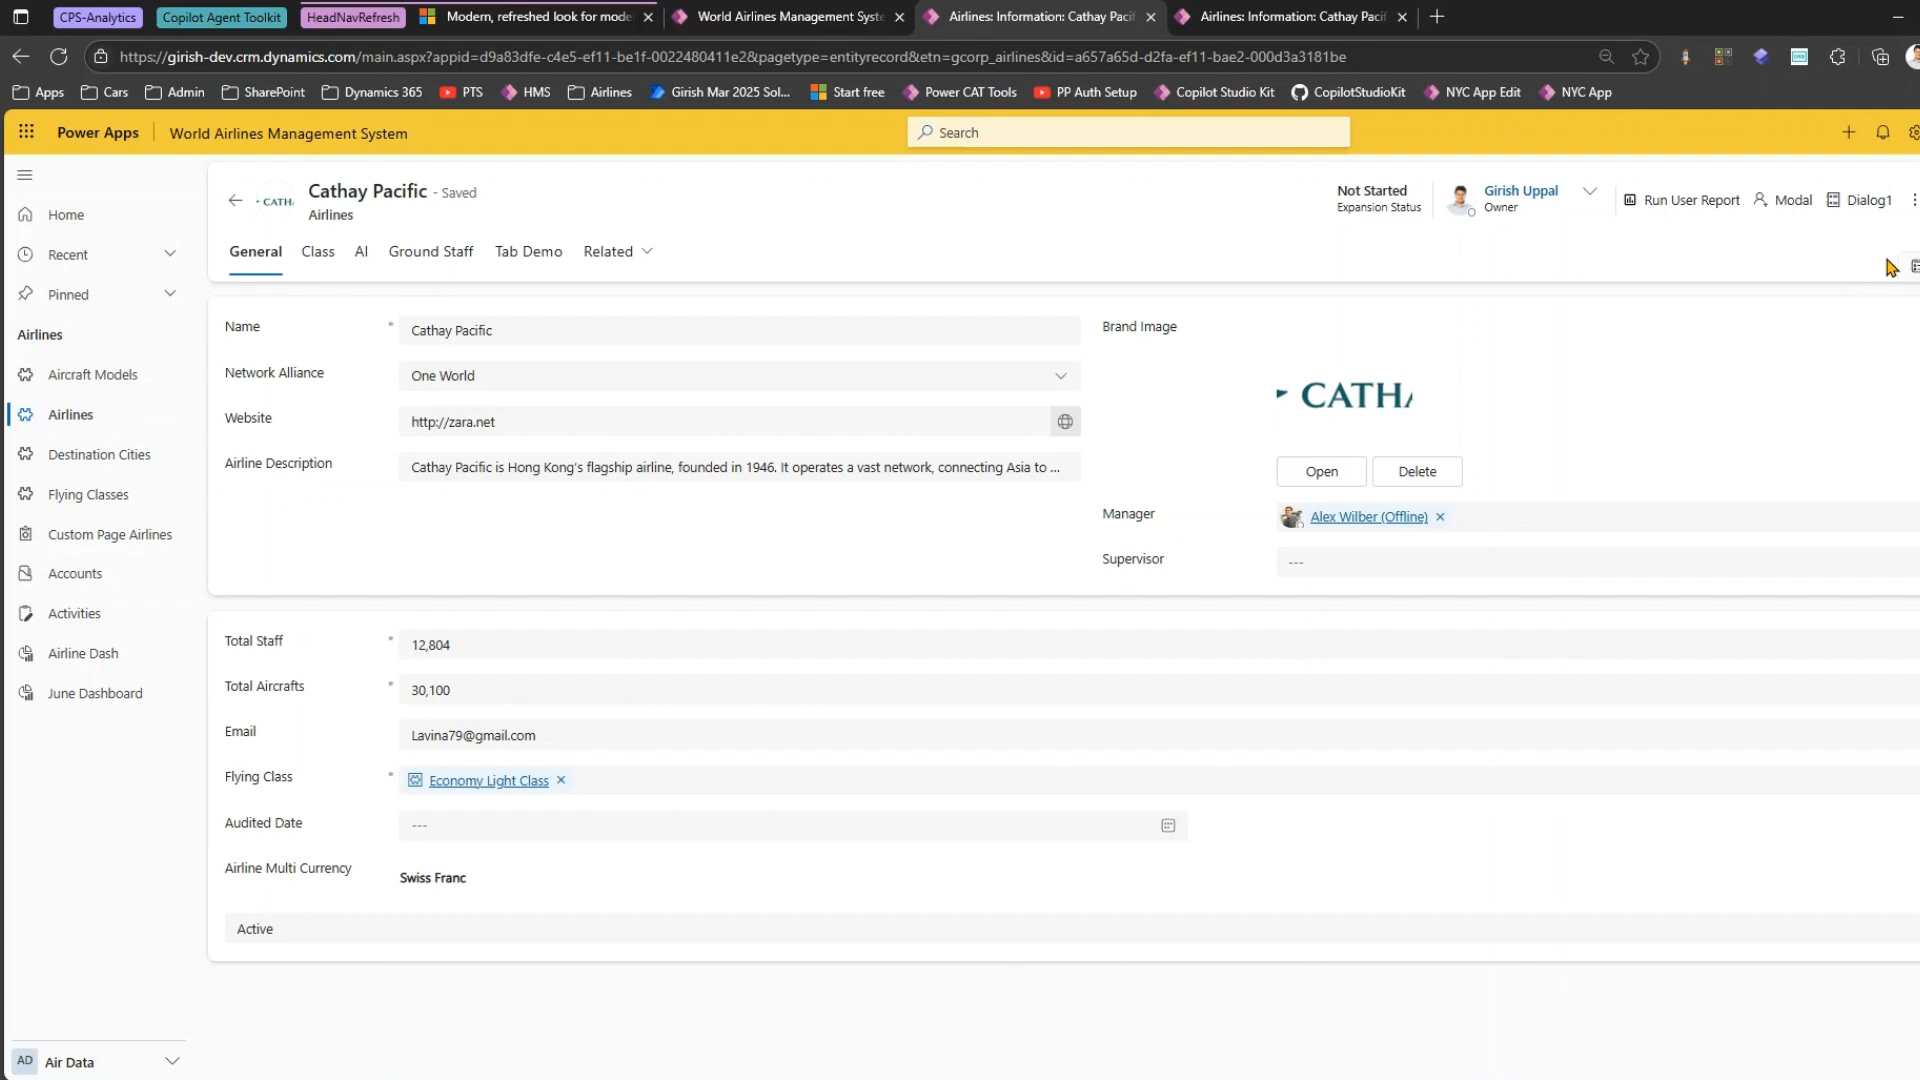 CPS-Analytics
Copilot Agent Toolkit
HeadNavRefresh
Modern, refreshed look for mode
World Airlines Management Syste
Airlines: Information: Cathay Pacif
Airlines: Information: Cathay Pacif
https://girish-dev.crm.dynamics.com/main.aspx?appid=d9a83dfe-c4e5-ef11-be1f-0022480411e2&pagetype=entityrecord&etn=gcorp_airlines&id=a657a65d-d2fa-ef11-bae2-000d3a3181be
Apps
Cars
Admin
SharePoint
Dynamics 365
PTS
HMS
Airlines
Girish Mar 2025 Sol...
Start free
Power CAT Tools
PP Auth Setup
Copilot Studio Kit
CopilotStudioKit
NYC App Edit
NYC App
Power Apps
World Airlines Management System
Search
Home
Recent
Pinned
Airlines
Aircraft Models
Airlines
Destination Cities
Flying Classes
Custom Page Airlines
Accounts
Activities
Airline Dash
June Dashboard
AD
Air Data
CATH
Cathay Pacific - Saved
Airlines
Not Started
Expansion Status
Girish Uppal
Owner
Run User Report
Modal
Dialog1
General
Class
AI
Ground Staff
Tab Demo
Related
Name * Cathay Pacific
Network Alliance One World
Website http://zara.net
Airline Description Cathay Pacific is Hong Kong's flagship airline, founded in 1946. It operates a vast network, connecting Asia to ...
Brand Image
CATHA
Open
Delete
Manager Alex Wilber (Offline)
Supervisor ---
Total Staff * 12,804
Total Aircrafts * 30,100
Email Lavina79@gmail.com
Flying Class * Economy Light Class
Audited Date ---
Airline Multi Currency Swiss Franc
Active